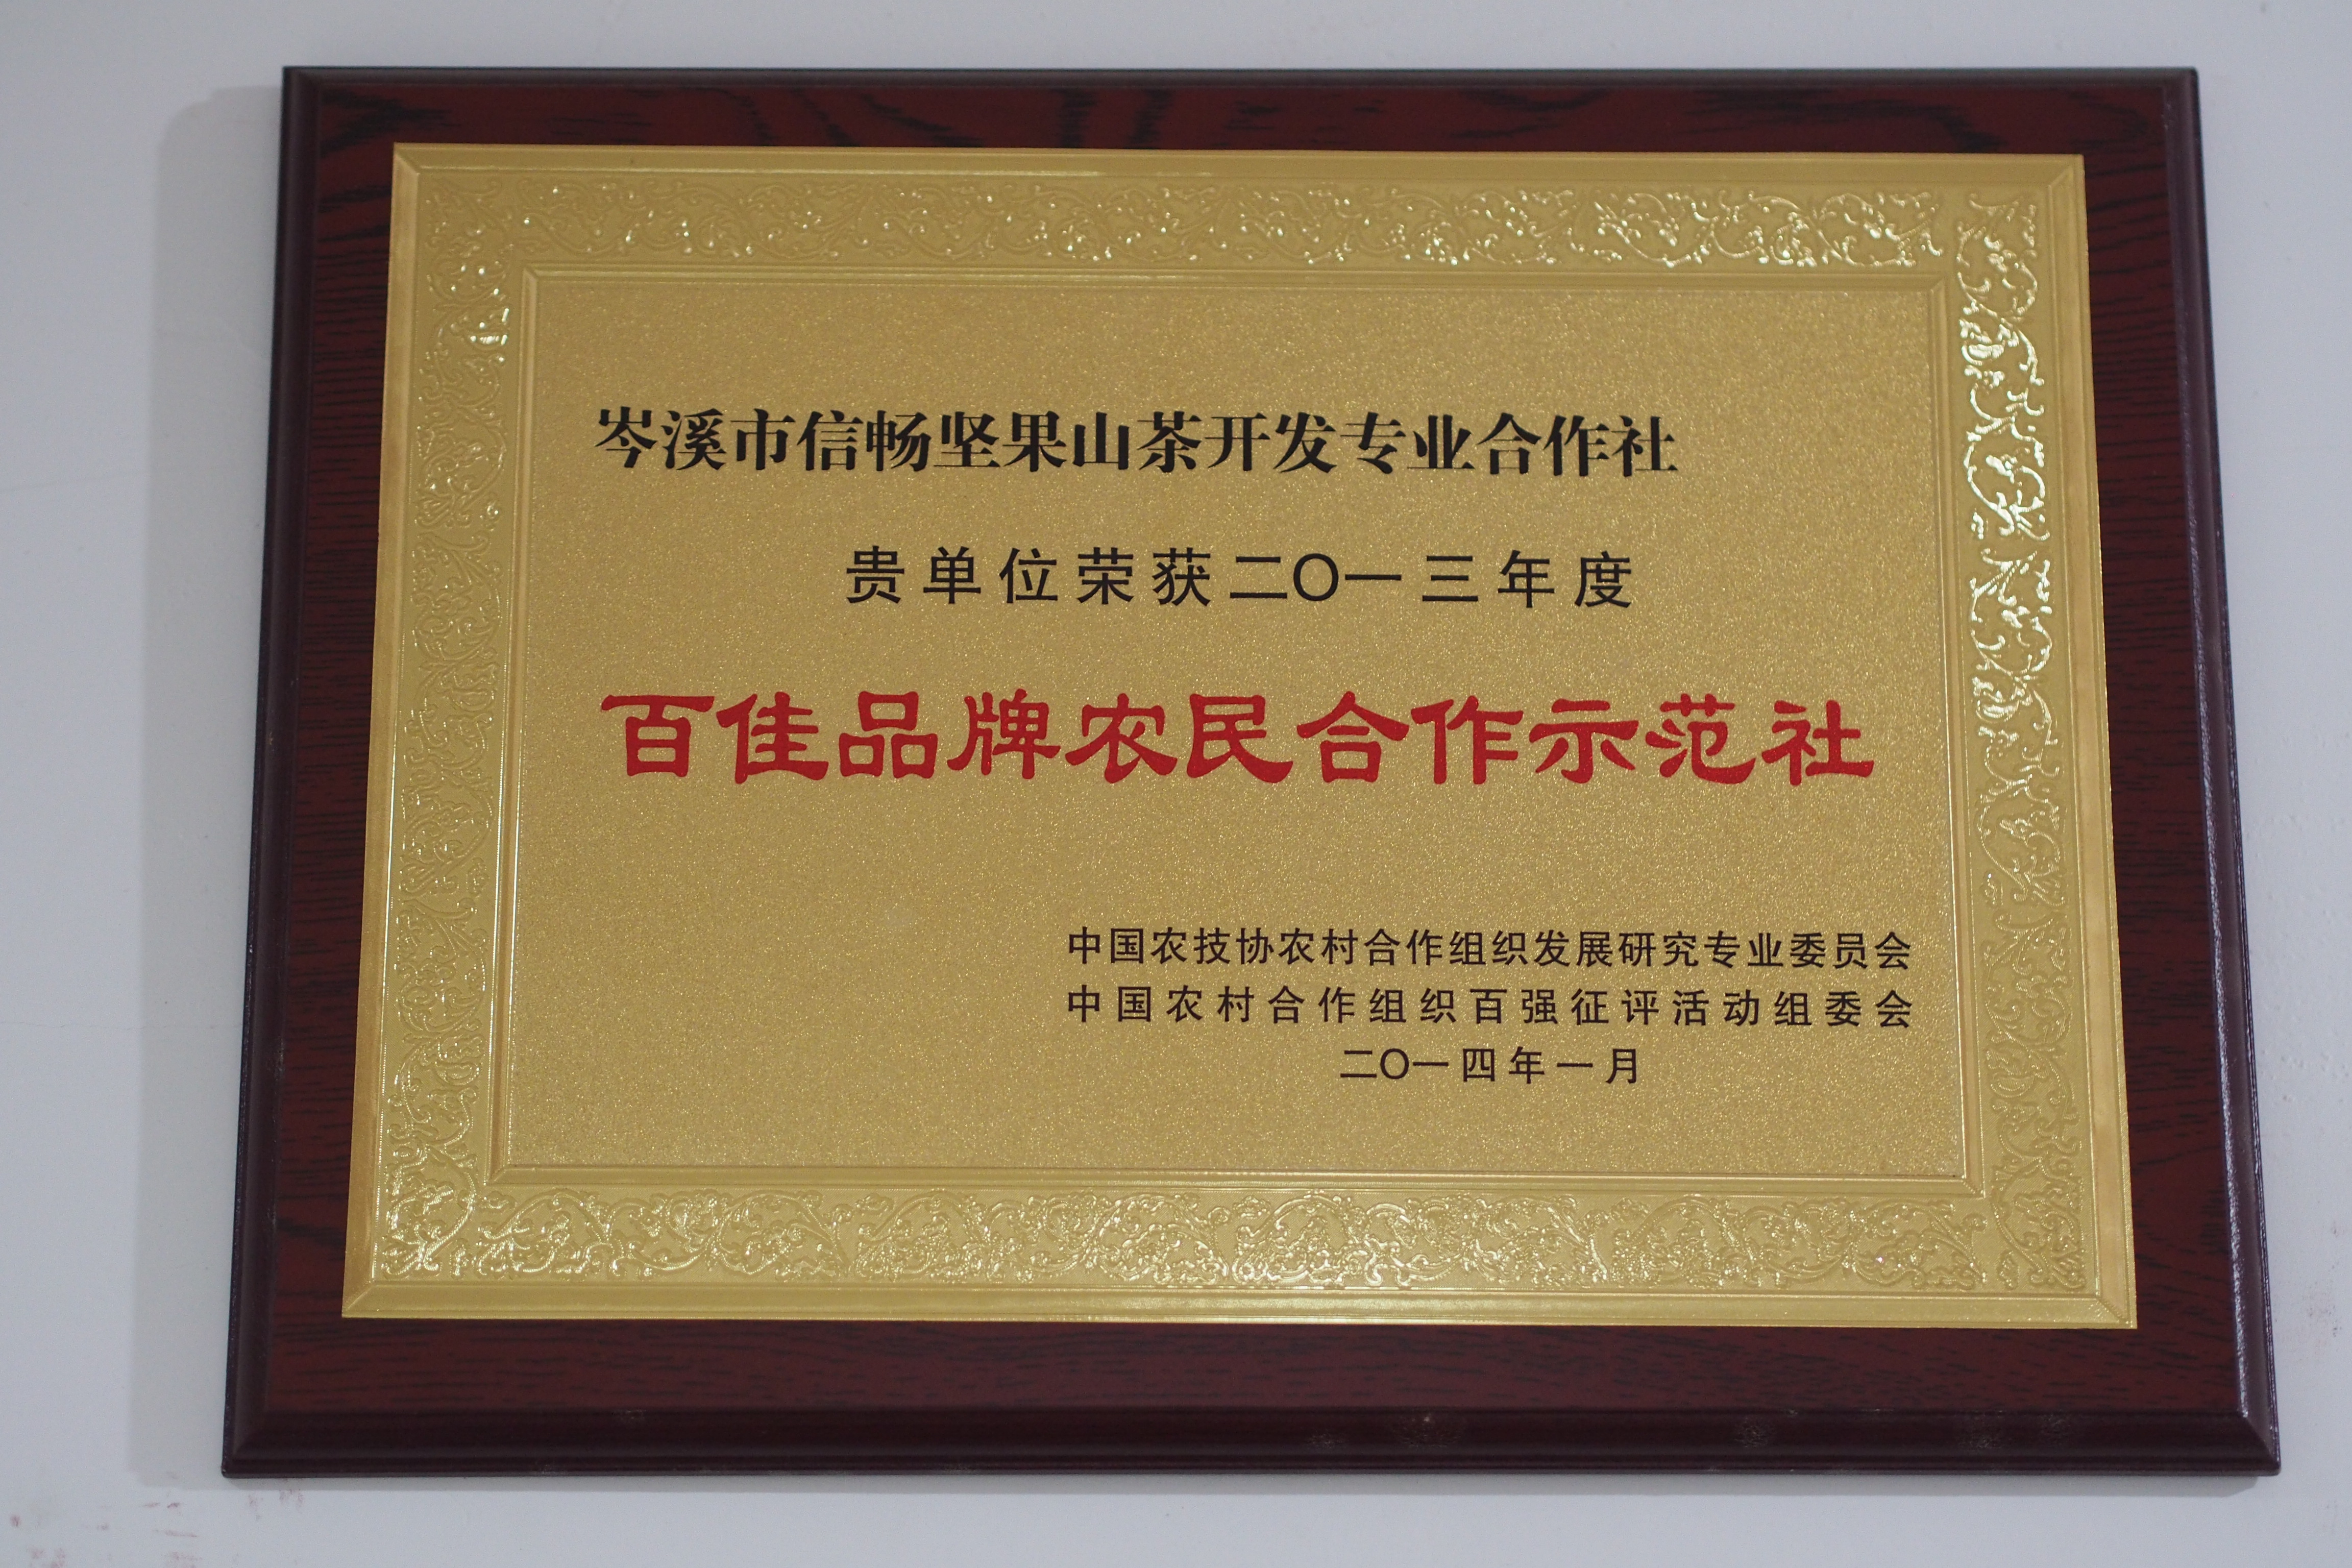 岑溪市信畅坚果山茶开发专业合作社
贵单位荣获二〇一三年度
百佳品牌农民合作示范社
中国农技协农村合作组织发展研究专业委员会
中国农村合作组织百强征评活动组委会
二〇一四年一月